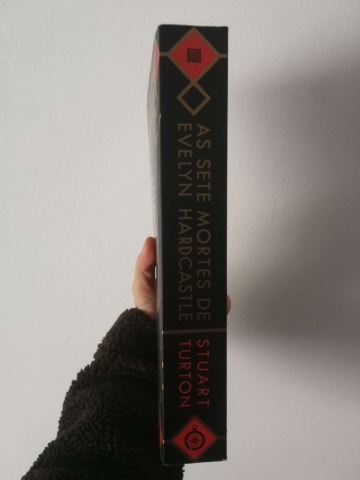 AS SETE MORTES DE
EVELYN HARDCASTLE
STUART
TURTON